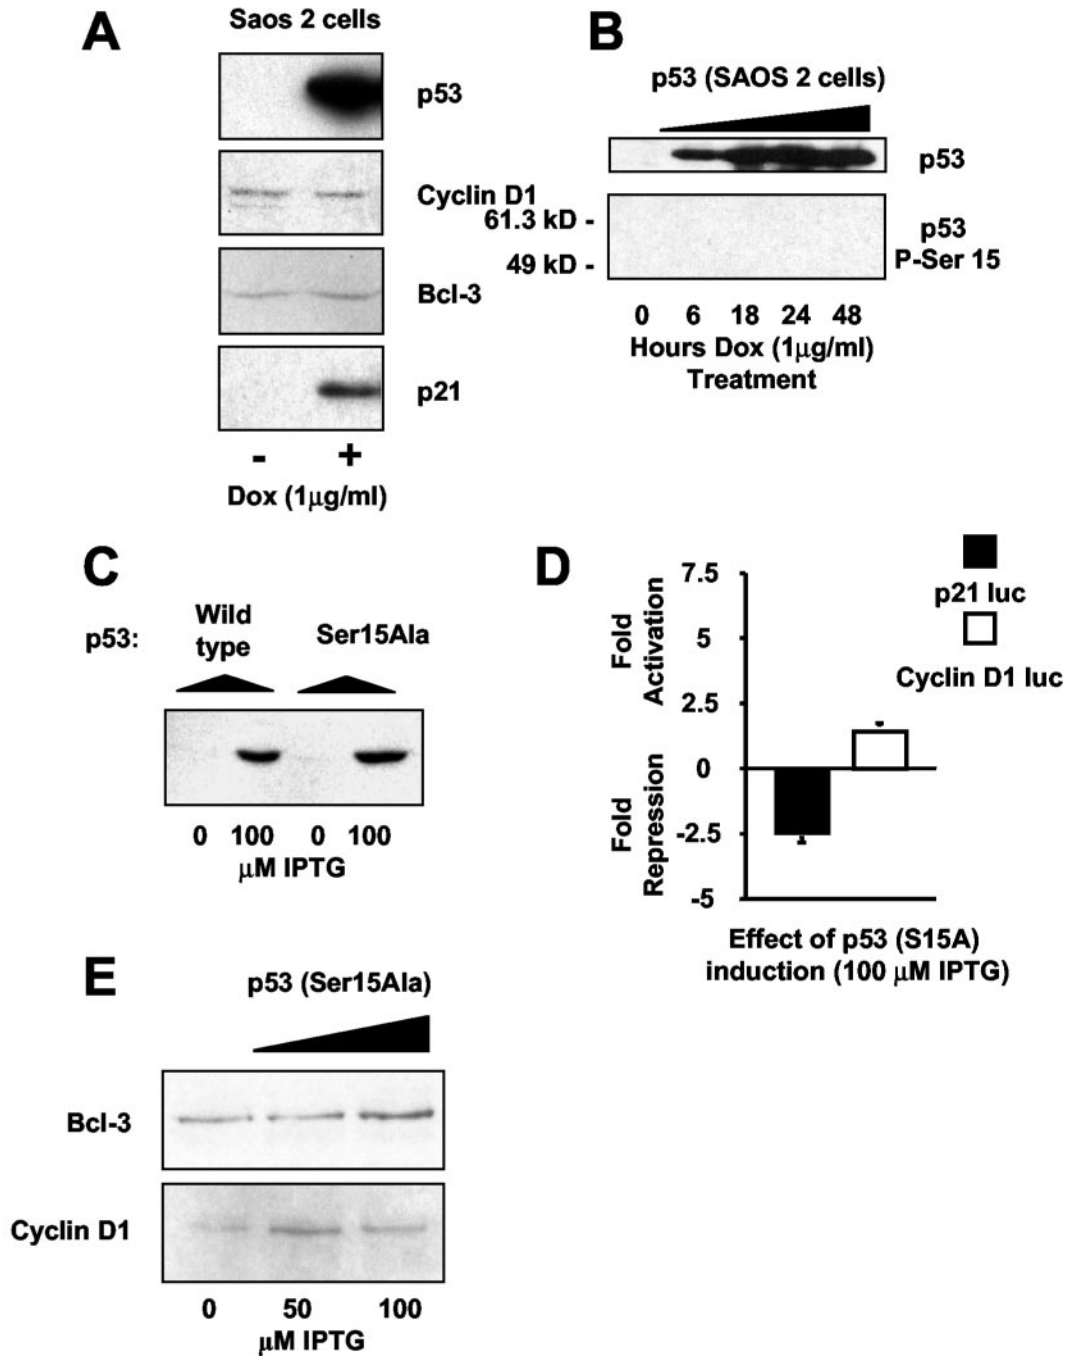 A
Saos 2 cells
p53
Cyclin D1
Bcl-3
p21
- +
Dox (1μg/ml)
B
p53 (SAOS 2 cells)
p53
61.3 kD -
49 kD -
p53
P-Ser 15
0 6 18 24 48
Hours Dox (1μg/ml)
Treatment
C
p53:
Wild
type
Ser15Ala
0 100 0 100
μM IPTG
D
p21 luc
Cyclin D1 luc
Fold
Activation
Fold
Repression
7.5
5
2.5
0
-2.5
-5
Effect of p53 (S15A)
induction (100 μM IPTG)
E
p53 (Ser15Ala)
Bcl-3
Cyclin D1
0 50 100
μM IPTG